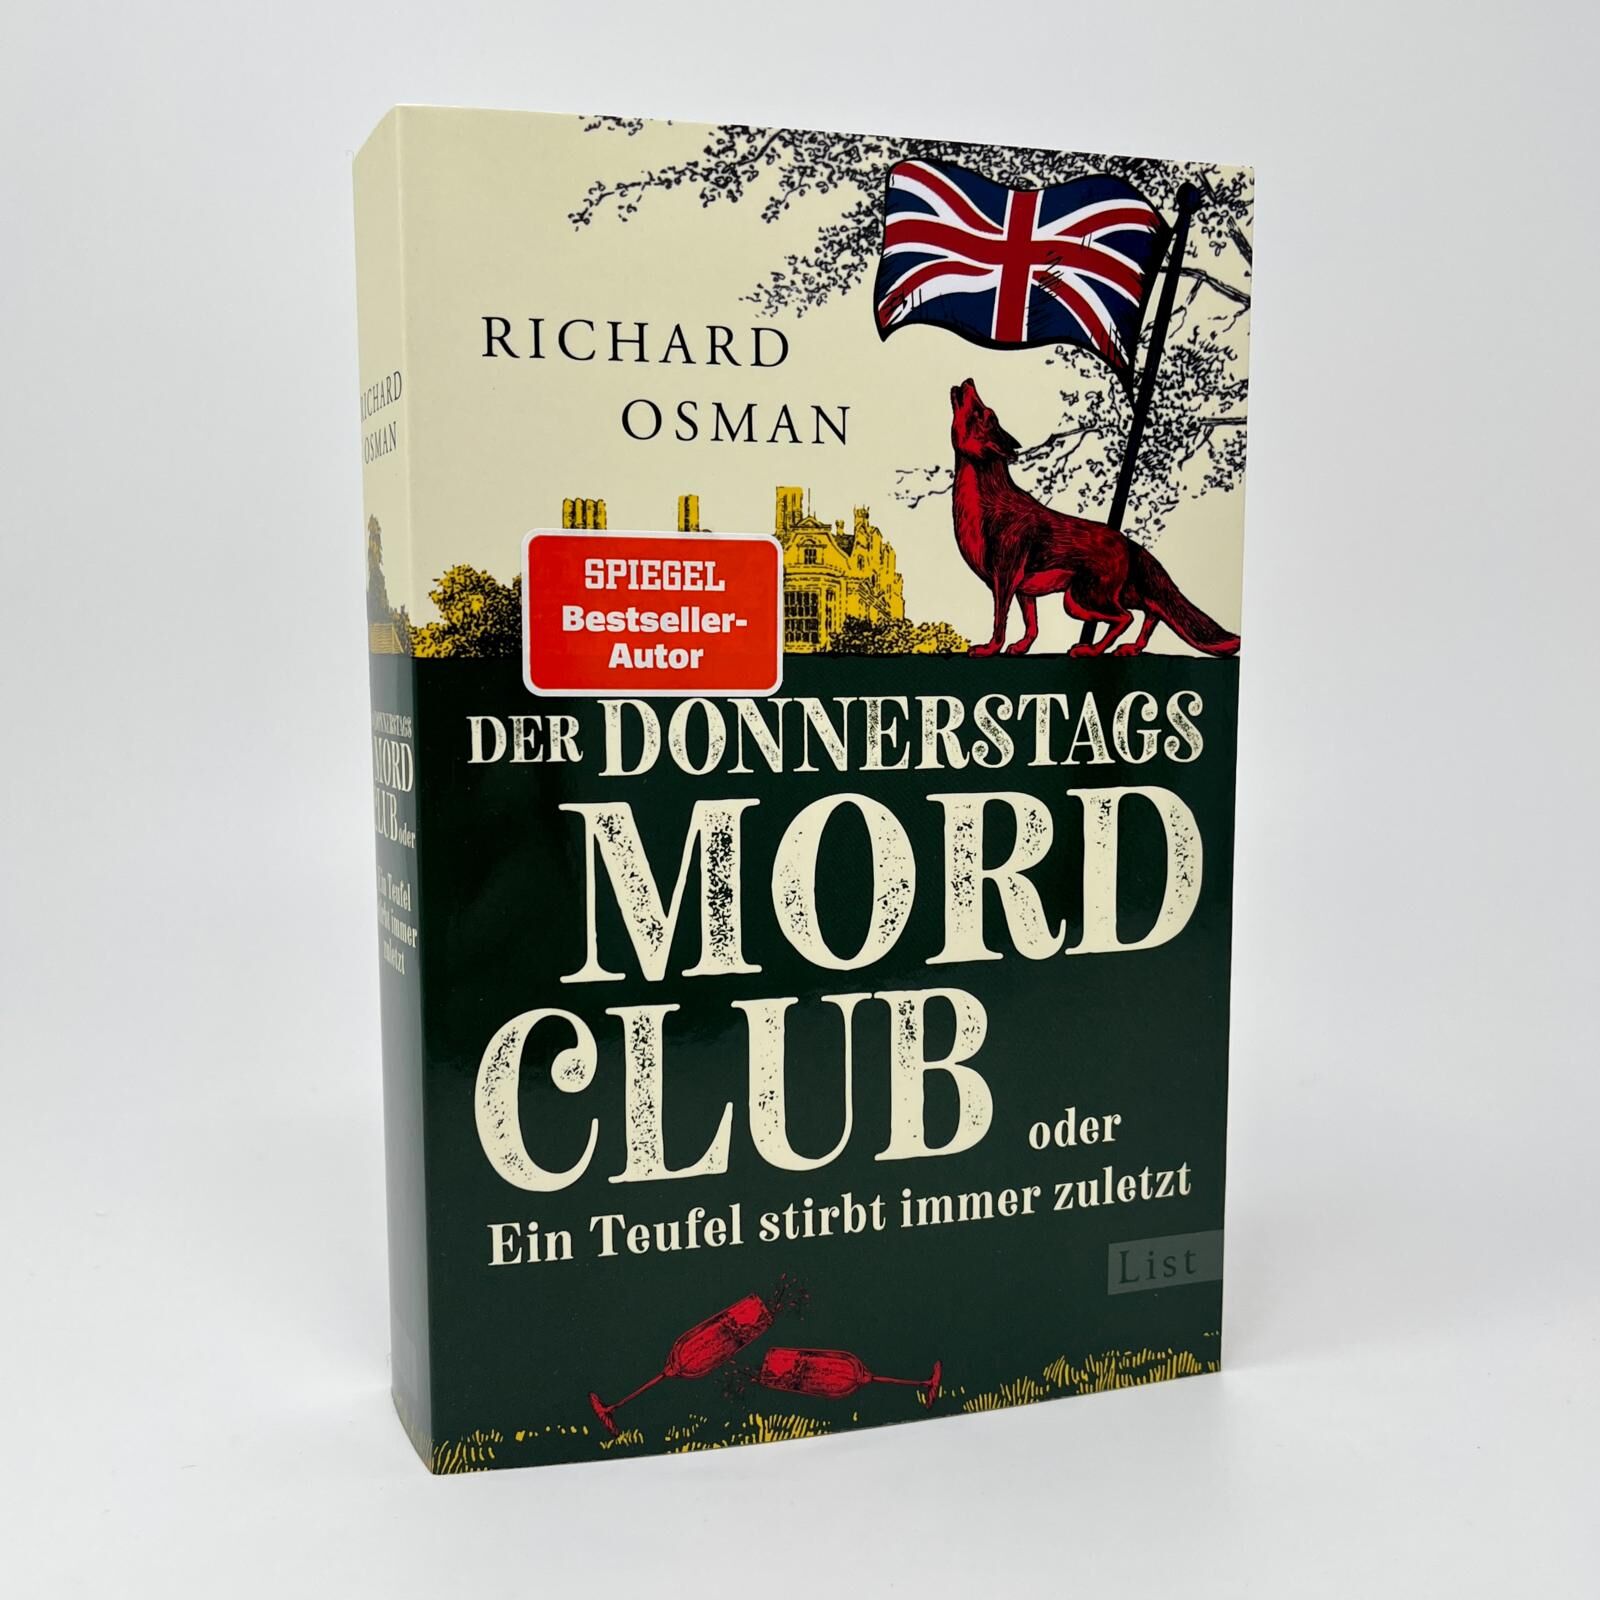 RICHARD
OSMAN
SPIEGEL
Bestseller-
Autor
DER DONNERSTAGS
MORD
CLUB oder
Ein Teufel stirbt immer zuletzt
List
RICHARD
OSMAN
DONNERSTAGS
MORD
CLUB oder
Ein Teufel
stirbt immer
zuletzt